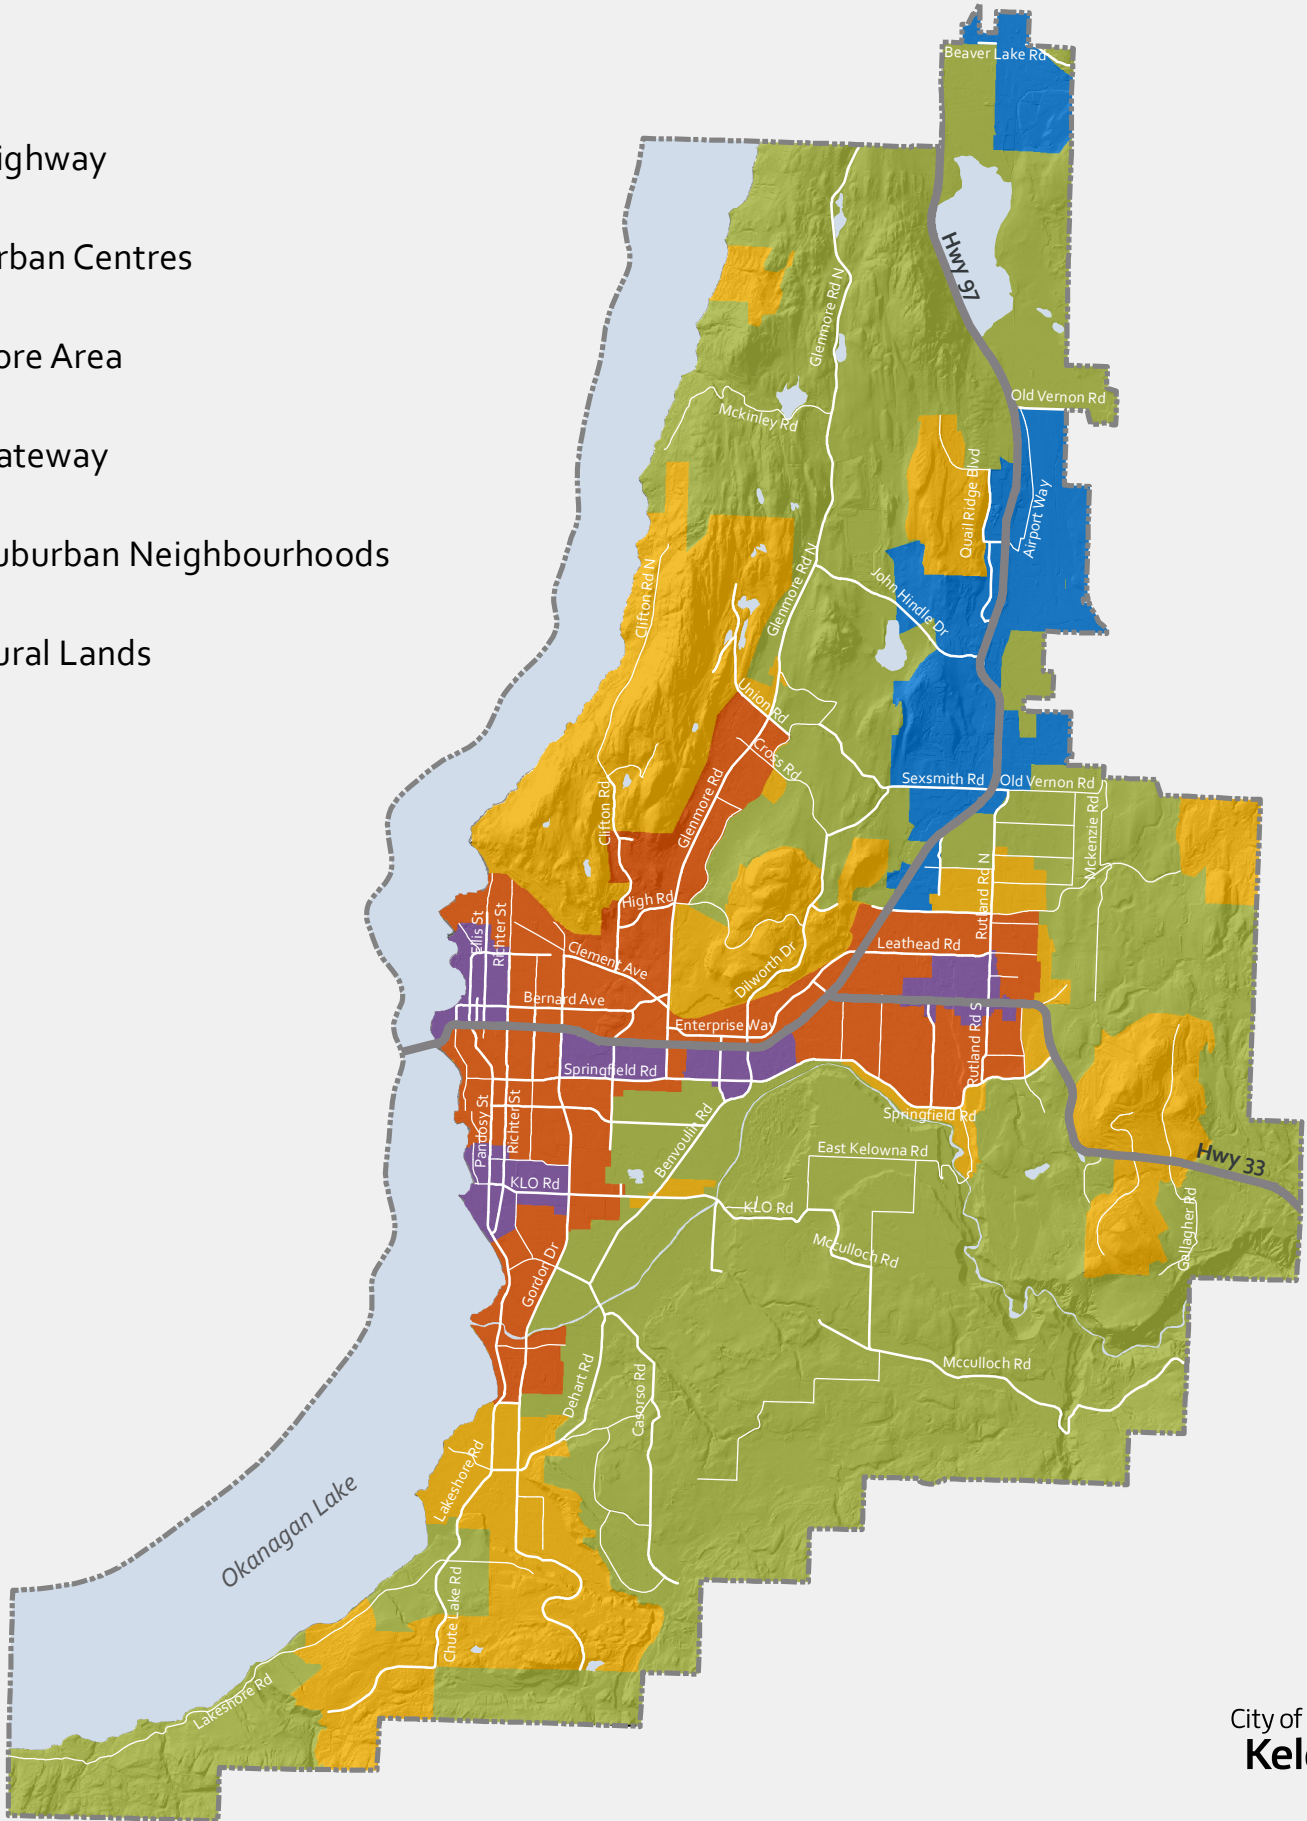 ighway
rban Centres
ore Area
ateway
uburban Neighbourhoods
ural Lands
Beaver Lake Rd
Hwy 97
Glenmore Rd N
Old Vernon Rd
Mckinley Rd
Quail Ridge Blvd
Airport Way
Clifton Rd N
Glenmore Rd N
John Hindle Dr
Union Rd
Cross Rd
Sexsmith Rd
Old Vernon Rd
Clifton Rd
Glenmore Rd
Mckenzie Rd
Rutland Rd N
High Rd
Ellis St
Richter St
Clement Ave
Leathead Rd
Dilworth Dr
Bernard Ave
Enterprise Way
Rutland Rd S
Springfield Rd
Pandosy St
Richter St
Benvoulin Rd
Springfield Rd
East Kelowna Rd
Hwy 33
KLO Rd
KLO Rd
Gallagher Rd
Mcculloch Rd
Gordon Dr
Mcculloch Rd
Dehart Rd
Casorso Rd
Lakeshore Rd
Okanagan Lake
Chute Lake Rd
Lakeshore Rd
City of
Kel